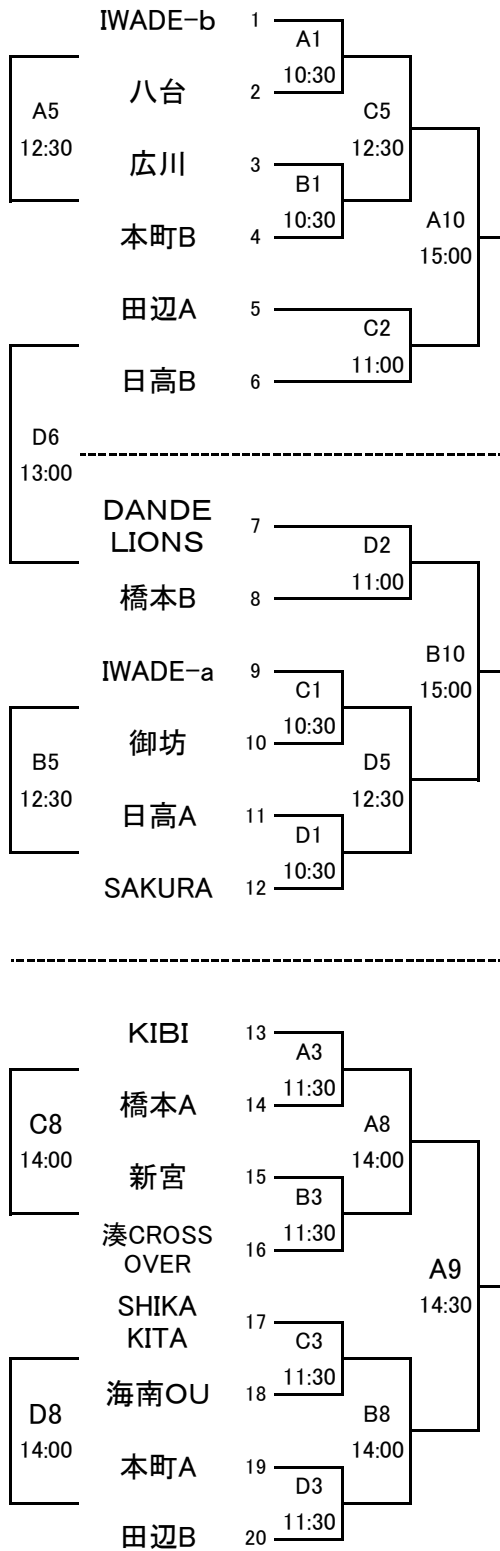 IWADE-b 1
A1
10:30
八台 2
A5
12:30
C5
12:30
広川 3
B1
10:30
本町B 4
A10
15:00
田辺A 5
C2
11:00
日高B 6
D6
13:00
DANDE
LIONS 7
D2
11:00
橋本B 8
B10
15:00
IWADE-a 9
C1
10:30
御坊 10
B5
12:30
D5
12:30
日高A 11
D1
10:30
SAKURA 12
KIBI 13
A3
11:30
橋本A 14
C8
14:00
A8
14:00
新宮 15
B3
11:30
湊CROSS
OVER 16
A9
14:30
SHIKA
KITA 17
C3
11:30
海南OU 18
D8
14:00
B8
14:00
本町A 19
D3
11:30
田辺B 20